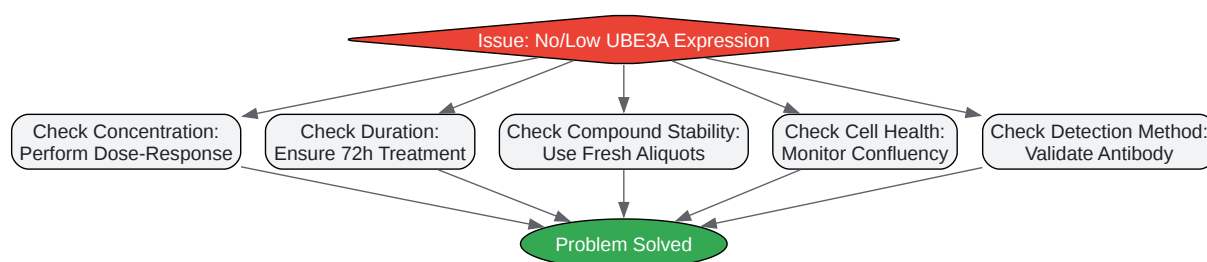 Issue: No/Low UBE3A Expression
Check Concentration:
Perform Dose-Response
Check Duration:
Ensure 72h Treatment
Check Compound Stability:
Use Fresh Aliquots
Check Cell Health:
Monitor Confluency
Check Detection Method:
Validate Antibody
Problem Solved